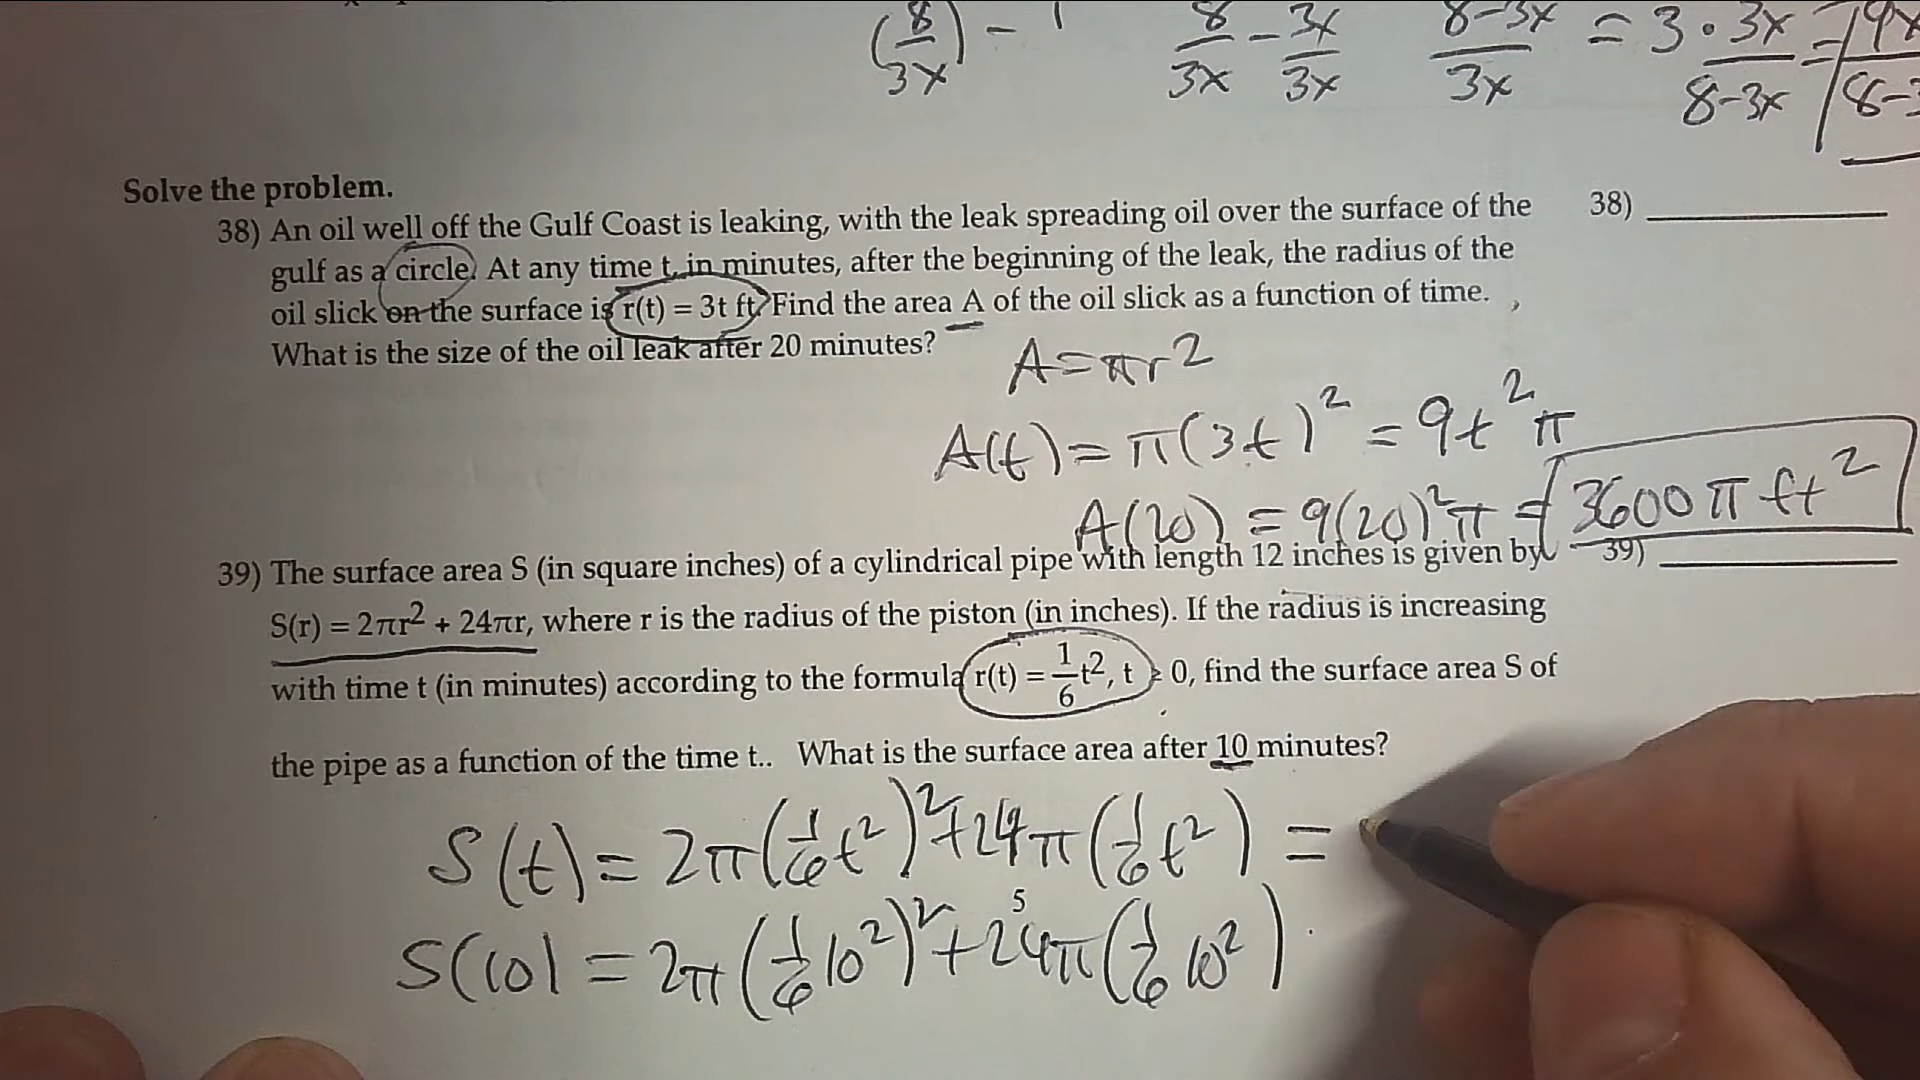 (8/3x) - 1   8/3x - 3x/3x   8-3x/3x = 3 · 3x/8-3x =
Solve the problem.
38) An oil well off the Gulf Coast is leaking, with the leak spreading oil over the surface of the   38)
gulf as a circle. At any time t, in minutes, after the beginning of the leak, the radius of the
oil slick on the surface is r(t) = 3t ft. Find the area A of the oil slick as a function of time.
What is the size of the oil leak after 20 minutes?
A = πr²
A(t) = π(3t)² = 9t²π
A(20) = 9(20)²π = 3600π ft²
39) The surface area S (in square inches) of a cylindrical pipe with length 12 inches is given by   39)
S(r) = 2πr² + 24πr, where r is the radius of the piston (in inches). If the radius is increasing
with time t (in minutes) according to the formula r(t) = 1/6 t², t ≥ 0, find the surface area S of
the pipe as a function of the time t.. What is the surface area after 10 minutes?
S(t) = 2π(1/6 t²)² + 24π(1/6 t²) =
S(10) = 2π(1/6 10²)² + 24π(1/6 10²)